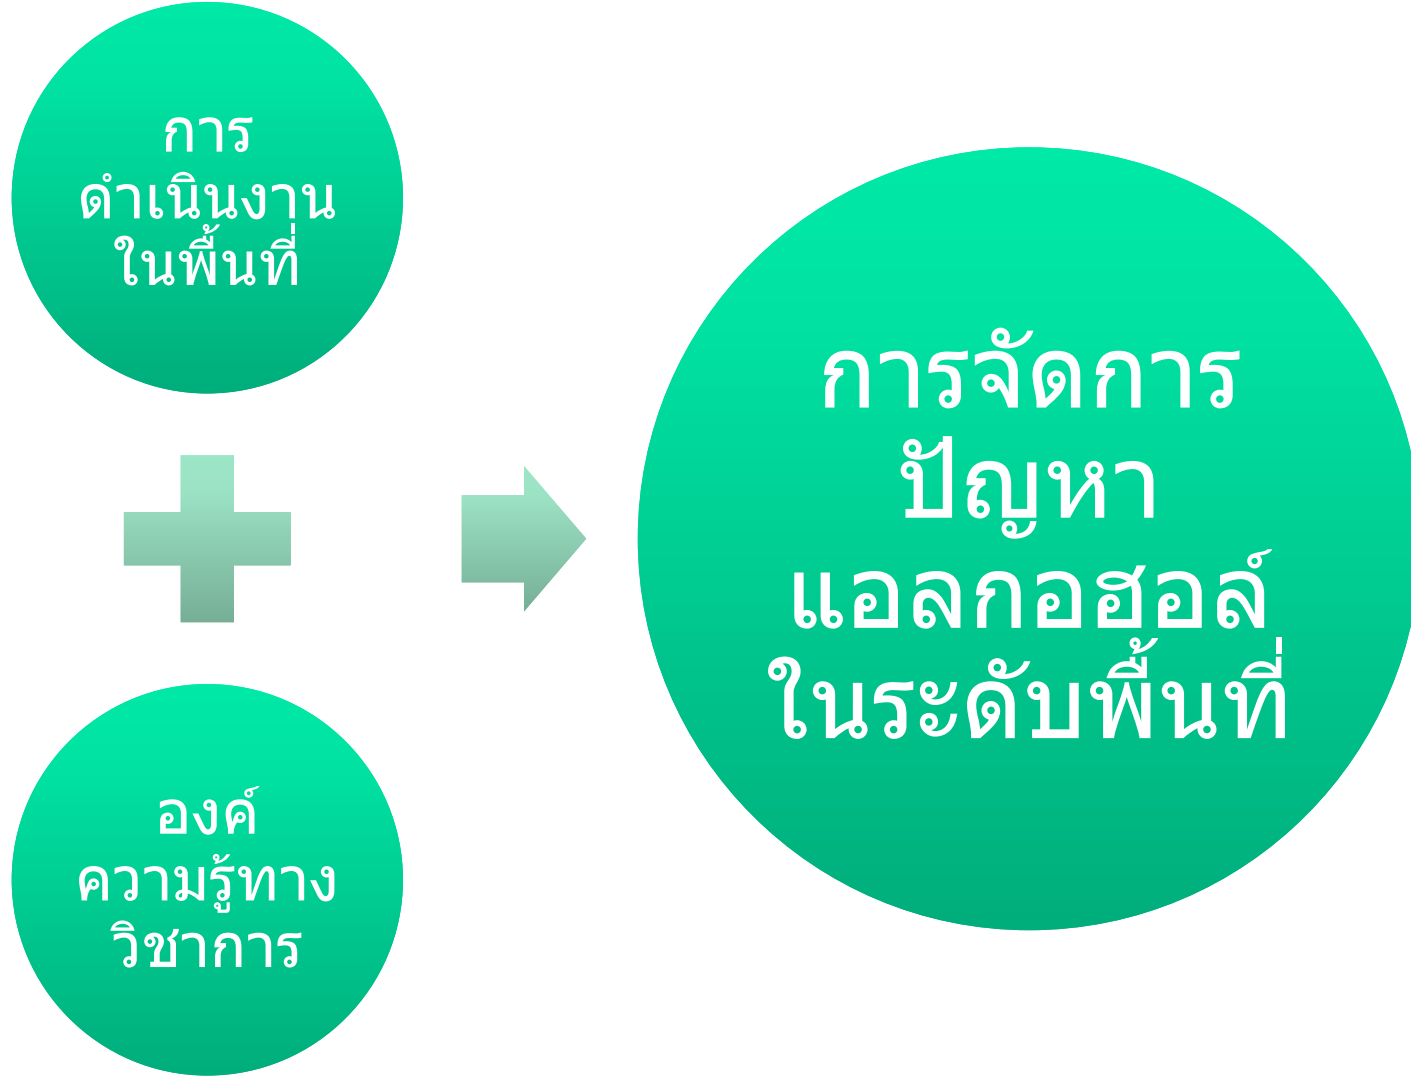 การ
ดำเนินงาน
ในพื้นที่
องค์
ความรู้ทาง
วิชาการ
การจัดการ
ปัญหา
แอลกอฮอล์
ในระดับพื้นที่